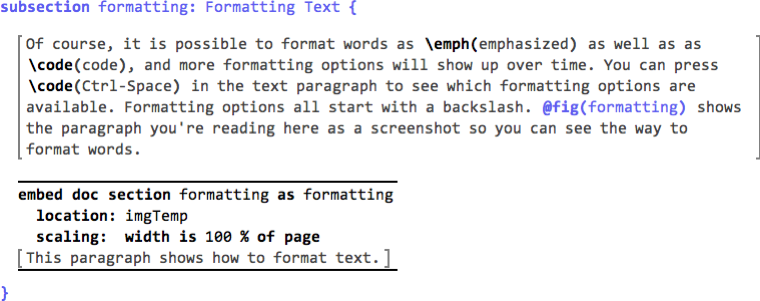 subsection formatting: Formatting Text {
Of course, it is possible to format words as \emph(emphasized) as well as as
\code(code), and more formatting options will show up over time. You can press
\code(Ctrl-Space) in the text paragraph to see which formatting options are
available. Formatting options all start with a backslash. @fig(formatting) shows
the paragraph you're reading here as a screenshot so you can see the way to
format words.
embed doc section formatting as formatting
location: imgTemp
scaling: width is 100 % of page
[This paragraph shows how to format text.]
}